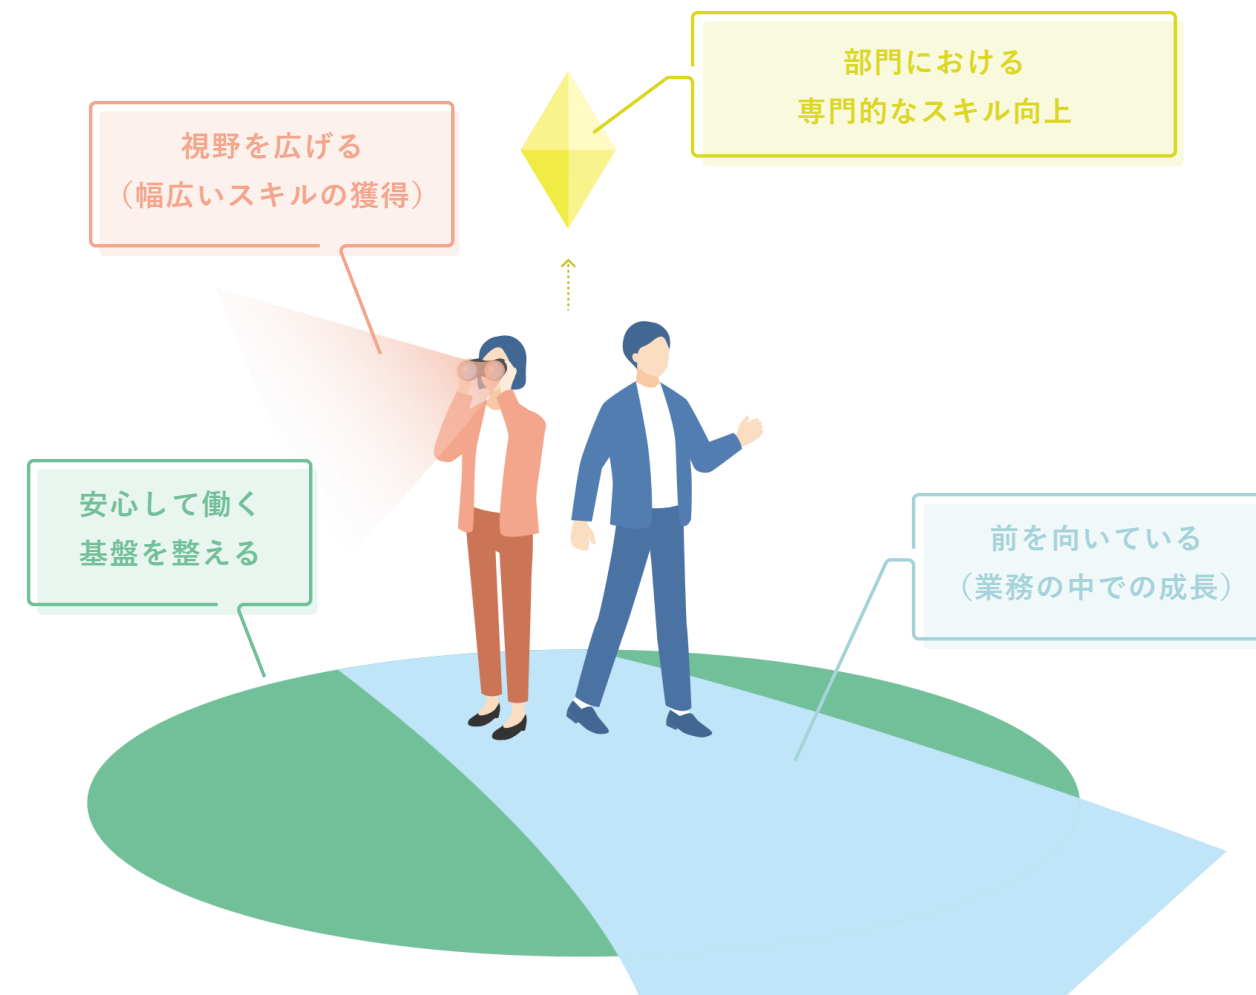 部門における
専門的なスキル向上
視野を広げる
（幅広いスキルの獲得）
安心して働く
基盤を整える
前を向いている
（業務の中での成長）